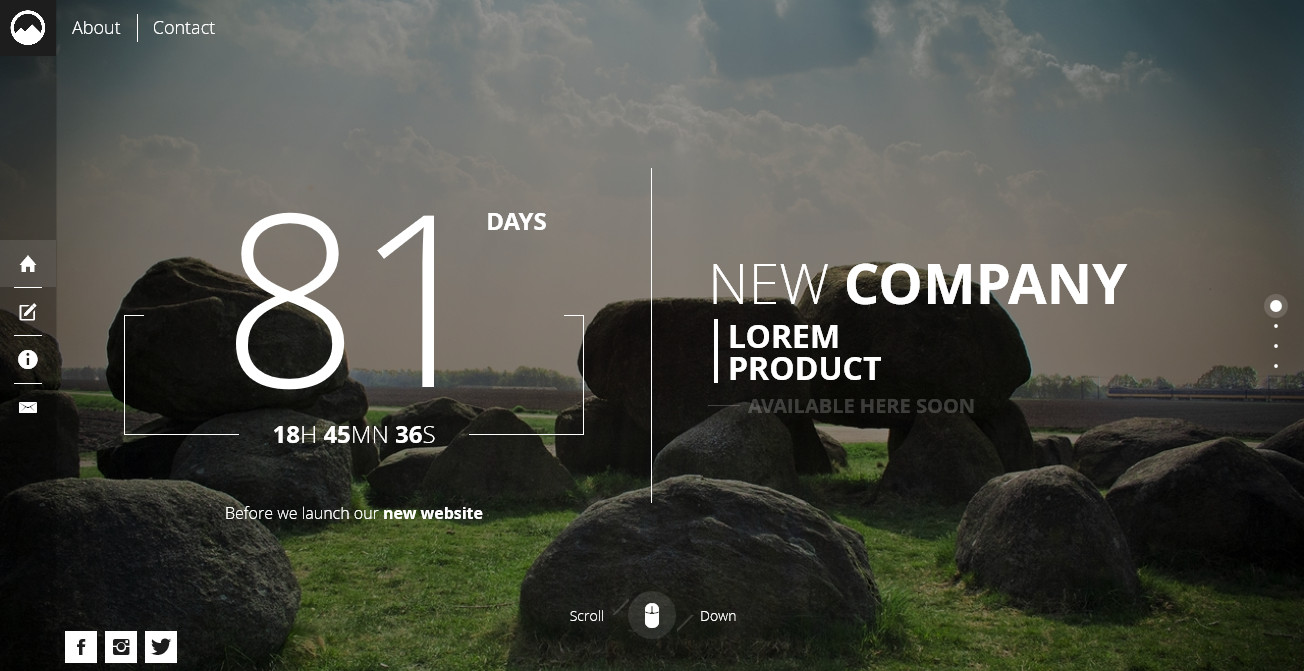 About
Contact
81
DAYS
18H 45MN 36S
Before we launch our new website
NEW COMPANY
LOREM
PRODUCT
AVAILABLE HERE SOON
Scroll
Down